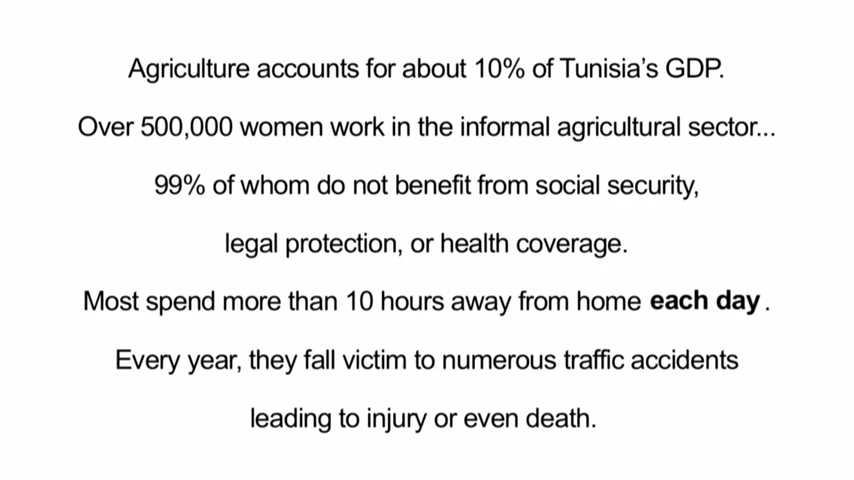 Agriculture accounts for about 10% of Tunisia’s GDP.
Over 500,000 women work in the informal agricultural sector...
99% of whom do not benefit from social security,
legal protection, or health coverage.
Most spend more than 10 hours away from home each day .
Every year, they fall victim to numerous traffic accidents
leading to injury or even death.